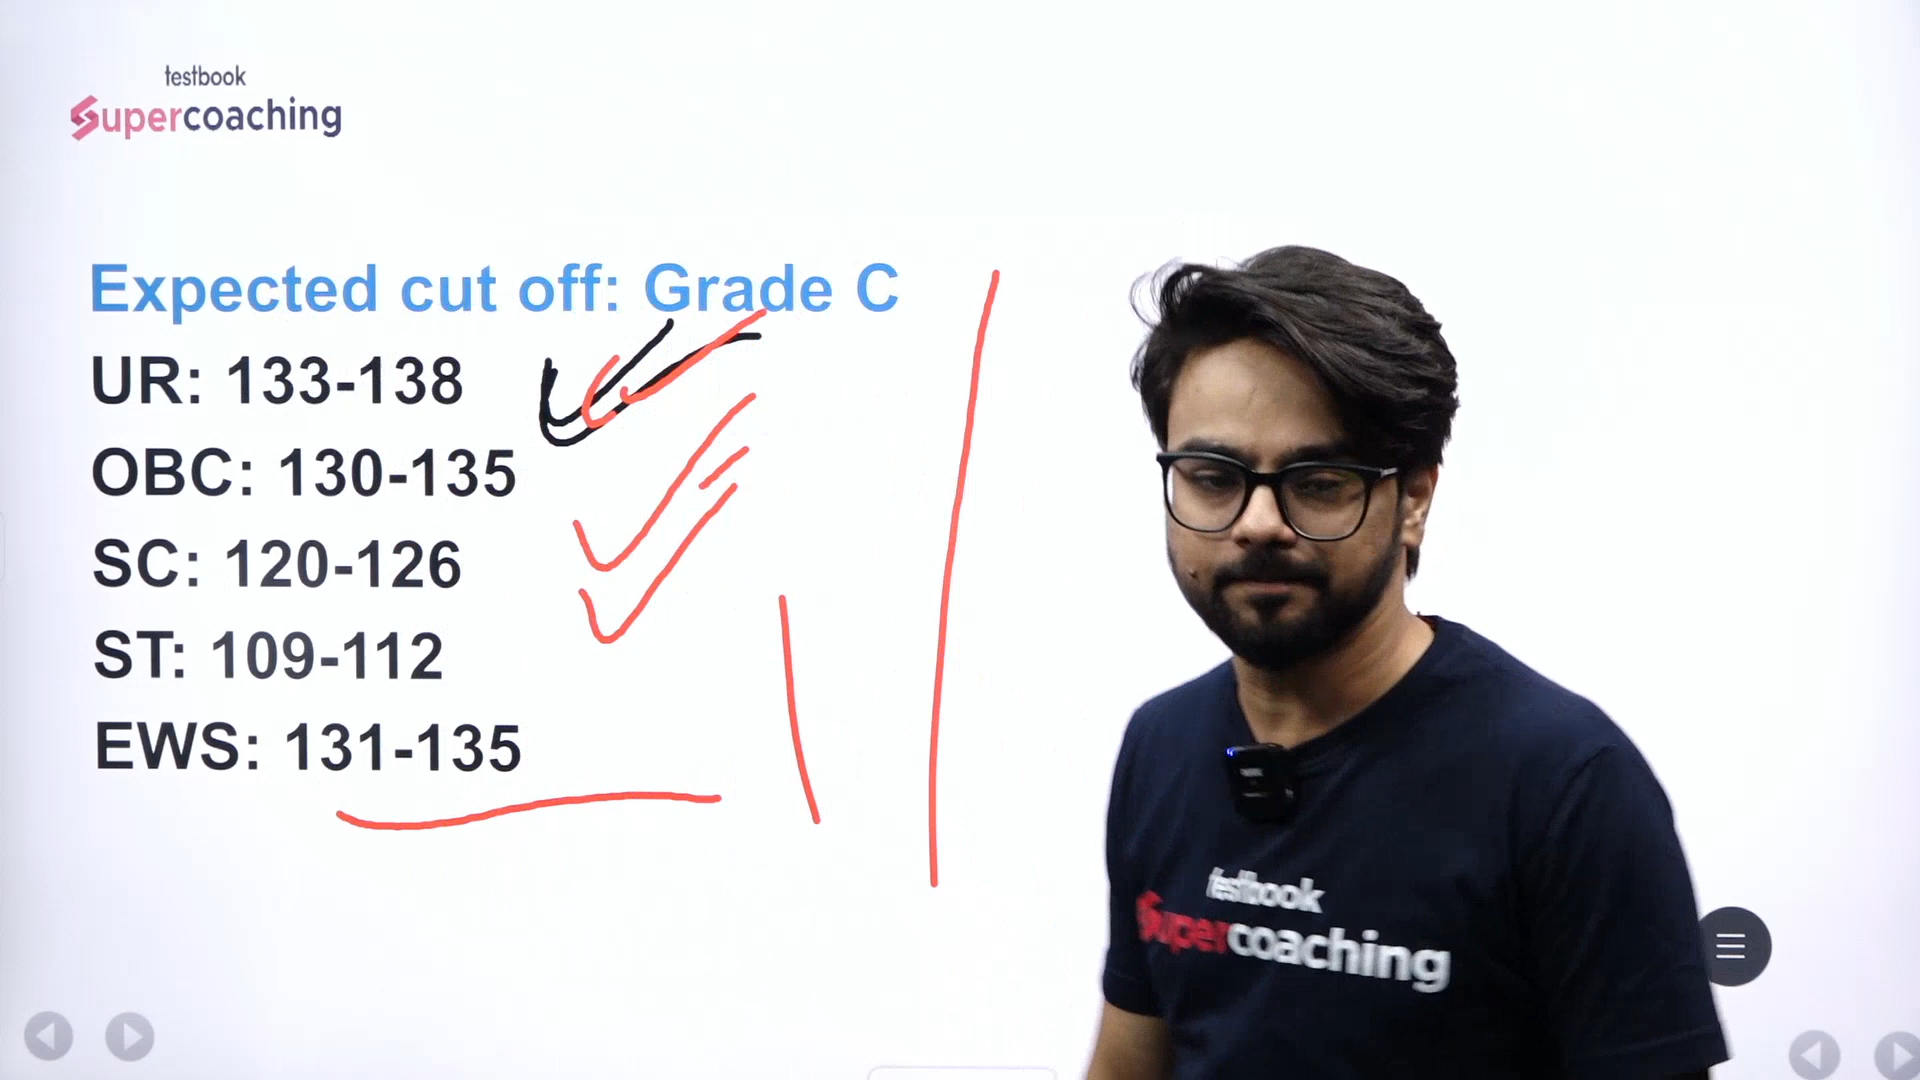 testbook
Supercoaching
Expected cut off: Grade C
UR: 133-138
OBC: 130-135
SC: 120-126
ST: 109-112
EWS: 131-135
testbook
Supercoaching